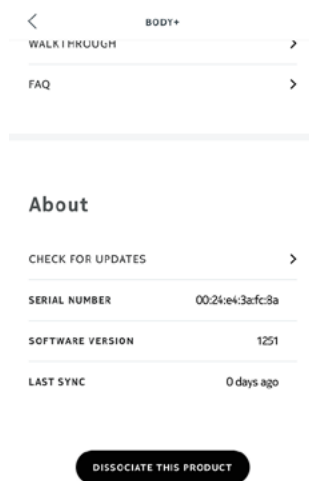 BODY+
WALKTHROUGH
FAQ
About
CHECK FOR UPDATES
SERIAL NUMBER 00:24:e4:3a:fc:8a
SOFTWARE VERSION 1251
LAST SYNC 0 days ago
DISSOCIATE THIS PRODUCT